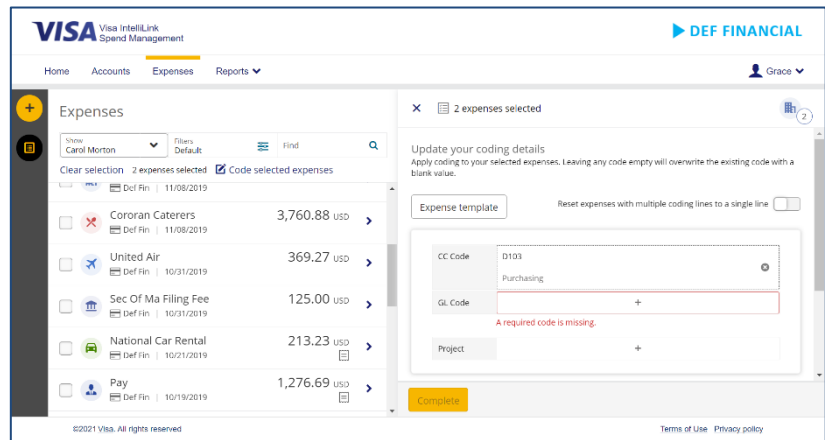 VISA Visa IntelliLink
Spend Management
DEF FINANCIAL
Home Accounts Expenses Reports
Grace
Expenses
Show
Carol Morton
Filters
Default
Find
Clear selection 2 expenses selected Code selected expenses
Def Fin | 11/08/2019
Cororan Caterers 3,760.88 USD
Def Fin | 11/08/2019
United Air 369.27 USD
Def Fin | 10/31/2019
Sec Of Ma Filing Fee 125.00 USD
Def Fin | 10/31/2019
National Car Rental 213.23 USD
Def Fin | 10/21/2019
Pay 1,276.69 USD
Def Fin | 10/19/2019
2 expenses selected
2
Update your coding details
Apply coding to your selected expenses. Leaving any code empty will overwrite the existing code with a
blank value.
Expense template
Reset expenses with multiple coding lines to a single line
CC Code D103
Purchasing
GL Code +
A required code is missing.
Project +
Complete
©2021 Visa. All rights reserved
Terms of Use Privacy policy